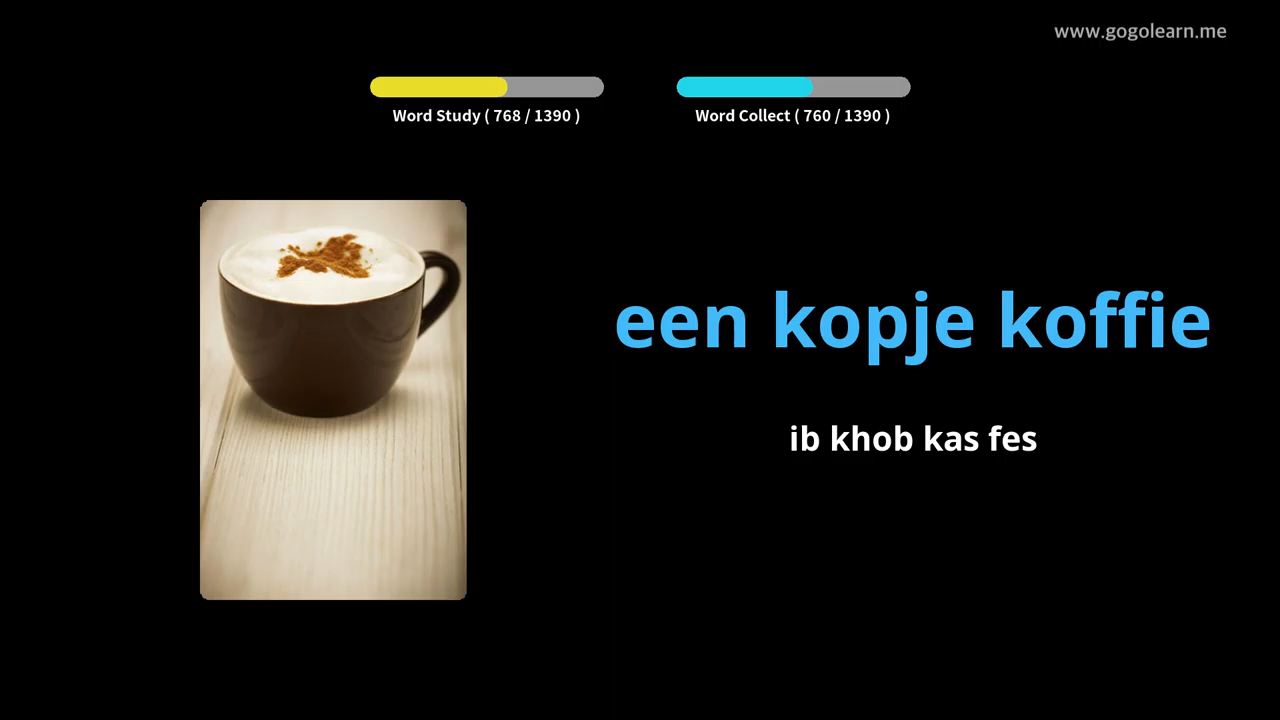 www.gogolearn.me
Word Study ( 768 / 1390 )
Word Collect ( 760 / 1390 )
een kopje koffie
ib khob kas fes